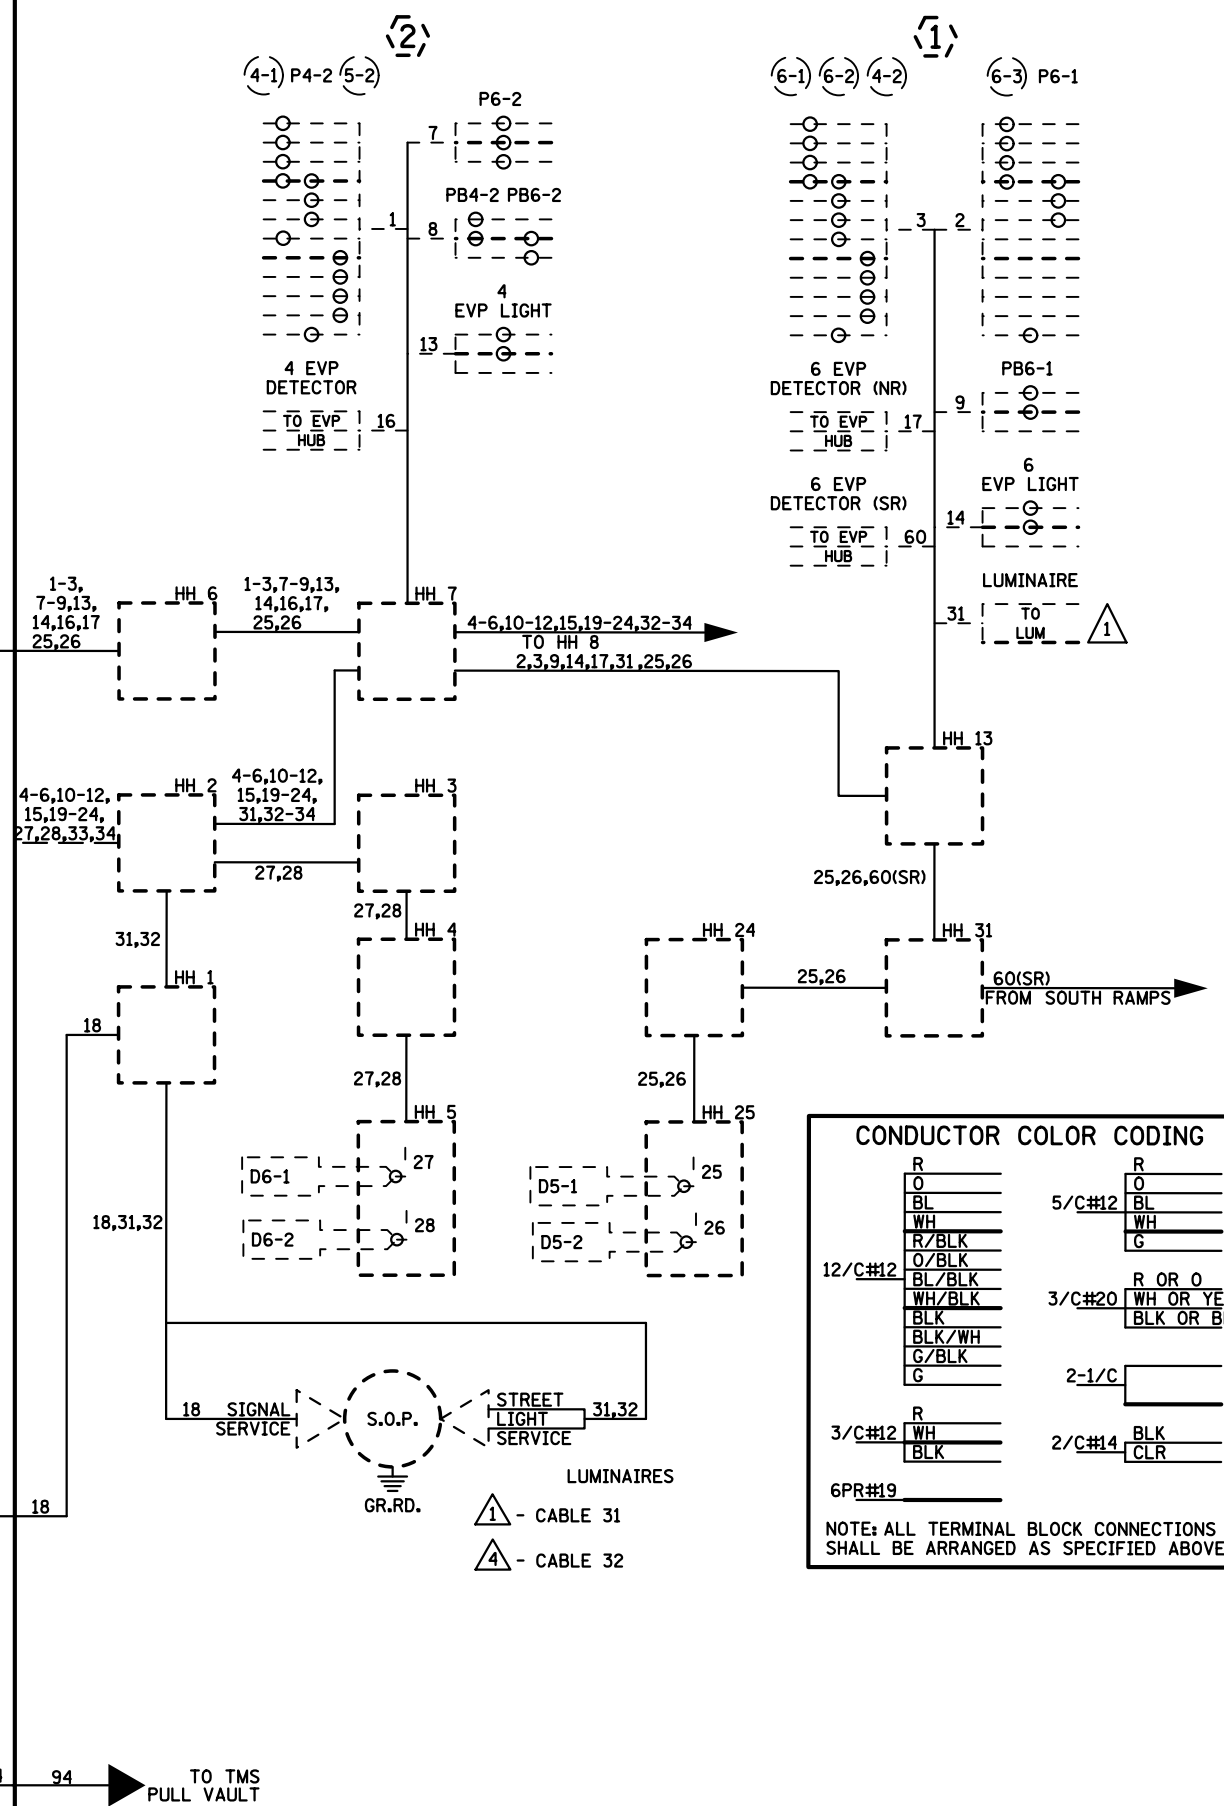 2
4-1 P4-2 5-2
P6-2
7
PB4-2 PB6-2
1
8
4
EVP LIGHT
13
4 EVP
DETECTOR
TO EVP
HUB
16
1
6-1 6-2 4-2
6-3 P6-1
3 2
6 EVP
DETECTOR (NR)
TO EVP
HUB
17
PB6-1
9
6 EVP
DETECTOR (SR)
TO EVP
HUB
60
6
EVP LIGHT
14
LUMINAIRE
31
TO
LUM
1
1-3,
7-9,13,
14,16,17
25,26
HH 6
1-3,7-9,13,
14,16,17,
25,26
HH 7
4-6,10-12,15,19-24,32-34
TO HH 8
2,3,9,14,17,31,25,26
HH 13
4-6,10-12,
15,19-24,
27,28,33,34
HH 2
4-6,10-12,
15,19-24,
31,32-34
HH 3
27,28
25,26,60(SR)
31,32
27,28
HH 4
HH 24
HH 31
HH 1
25,26
60(SR)
FROM SOUTH RAMPS
18
27,28
25,26
HH 5
HH 25
D6-1
27
D6-2
28
D5-1
25
D5-2
26
18,31,32
18
SIGNAL
SERVICE
S.O.P.
STREET
LIGHT
SERVICE
31,32
GR.RD.
LUMINAIRES
1 - CABLE 31
4 - CABLE 32
18
CONDUCTOR COLOR CODING
12/C#12
R
O
BL
WH
R/BLK
O/BLK
BL/BLK
WH/BLK
BLK
BLK/WH
G/BLK
G
5/C#12
R
O
BL
WH
G
3/C#20
R OR O
WH OR YE
BLK OR
2-1/C
3/C#12
R
WH
BLK
2/C#14
BLK
CLR
6PR#19
NOTE: ALL TERMINAL BLOCK CONNECTIONS
SHALL BE ARRANGED AS SPECIFIED ABOVE
94
TO TMS
PULL VAULT